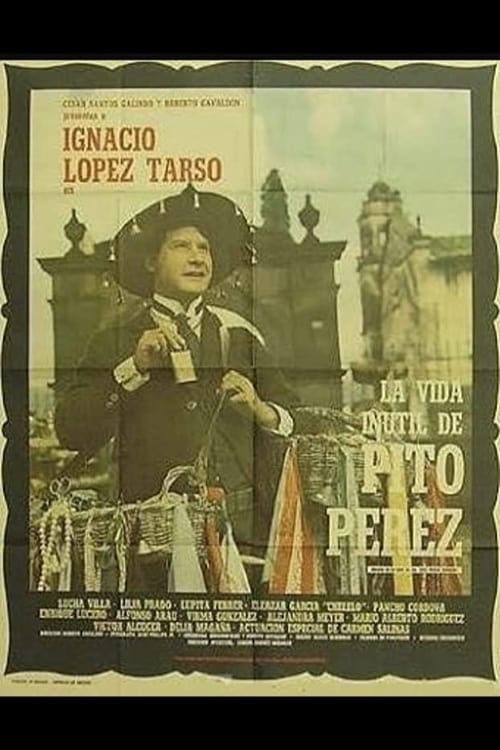 CESAR SANTOS GALINDO Y ROBERTO GAVALDON
presentan a
IGNACIO
LOPEZ TARSO
en
LA VIDA
INUTIL DE
PITO
PEREZ
LUCHA VILLA · LILIA PRADO · LUPITA FERRER · ELEAZAR GARCIA "CHELELO" · PANCHO CORDOVA
ENRIQUE LUCERO · ALFONSO ARAU · VIRMA GONZALEZ · ALEJANDRA MEYER · MARIO ALBERTO RODRIGUEZ
VICTOR ALCOCER · DELIA MAGAÑA · ACTUACION ESPECIAL DE CARMEN SALINAS